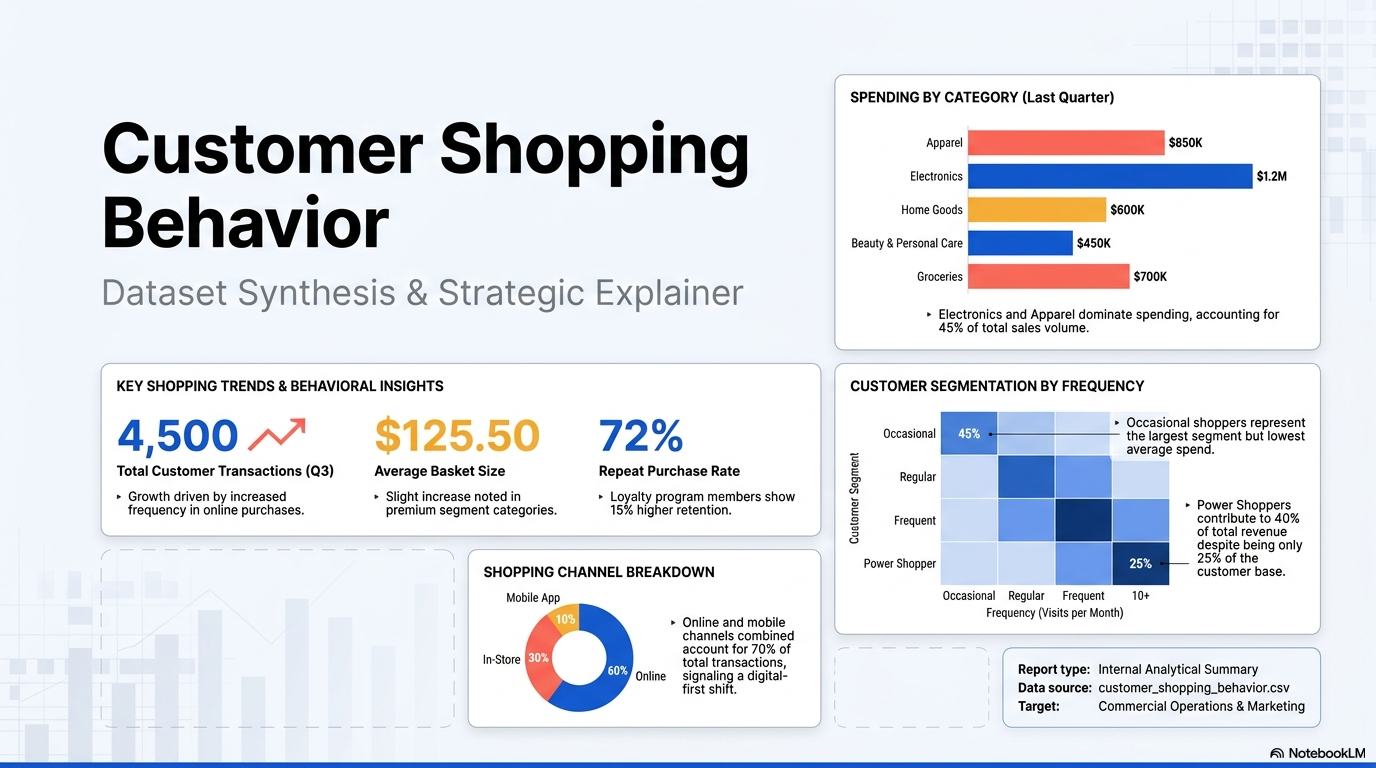 Customer Shopping
Behavior
Dataset Synthesis & Strategic Explainer
SPENDING BY CATEGORY (Last Quarter)
Apparel $850K
Electronics $1.2M
Home Goods $600K
Beauty & Personal Care $450K
Groceries $700K
‣ Electronics and Apparel dominate spending, accounting for
45% of total sales volume.
KEY SHOPPING TRENDS & BEHAVIORAL INSIGHTS
4,500
Total Customer Transactions (Q3)
‣ Growth driven by increased
frequency in online purchases.
$125.50
Average Basket Size
‣ Slight increase noted in
premium segment categories.
72%
Repeat Purchase Rate
‣ Loyalty program members show
15% higher retention.
CUSTOMER SEGMENTATION BY FREQUENCY
Customer Segment
Occasional
Regular
Frequent
Power Shopper
45%
25%
Occasional Regular Frequent 10+
Frequency (Visits per Month)
‣ Occasional shoppers represent
the largest segment but lowest
average spend.
‣ Power Shoppers
contribute to 40%
of total revenue
despite being only
25% of the
customer base.
SHOPPING CHANNEL BREAKDOWN
Mobile App
10%
In-Store 30%
60% Online
‣ Online and mobile
channels combined
account for 70% of
total transactions,
signaling a digital-
first shift.
Report type: Internal Analytical Summary
Data source: customer_shopping_behavior.csv
Target: Commercial Operations & Marketing
NotebookLM